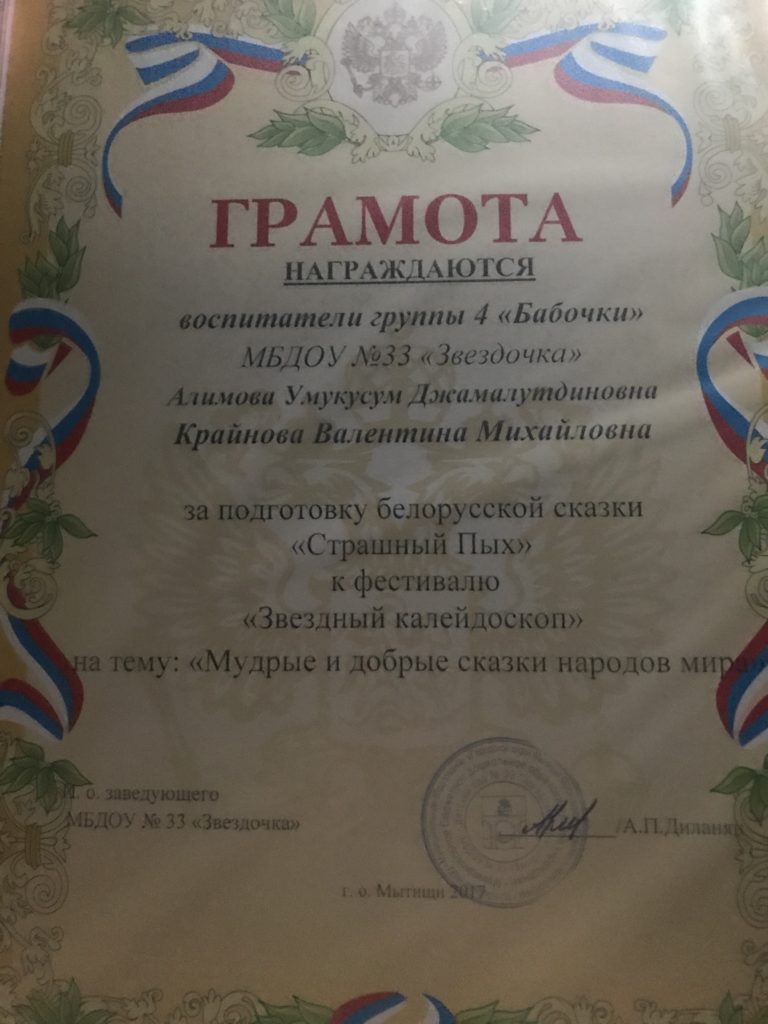 ГРАМОТА
НАГРАЖДАЮТСЯ
воспитатели группы 4 «Бабочки»
МБДОУ №33 «Звездочка»
Алимова Умукусум Джамалутдиновна
Крайнова Валентина Михайловна
за подготовку белорусской сказки
«Страшный Пых»
к фестивалю
«Звездный калейдоскоп»
на тему: «Мудрые и добрые сказки народов мира»
И. о. заведующего
МБДОУ № 33 «Звездочка»
/А.П.Диланян
г. о. Мытищи 2017